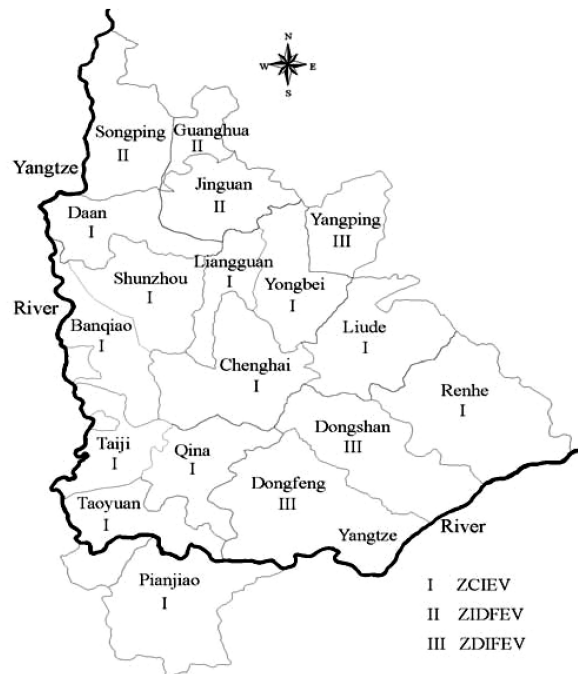 N
W E
S
Songping
II
Guanghua
II
Yangtze
Jinguan
II
Daan
I
Yangping
III
Liangguan
I
Shunzhou
I
Yongbei
I
River
Banqiao
I
Liude
I
Chenghai
I
Renhe
I
Dongshan
III
Taiji
I
Qina
I
Dongfeng
III
Taoyuan
I
Yangtze
River
Pianjiao
I
I ZCIEV
II ZIDFEV
III ZDIFEV